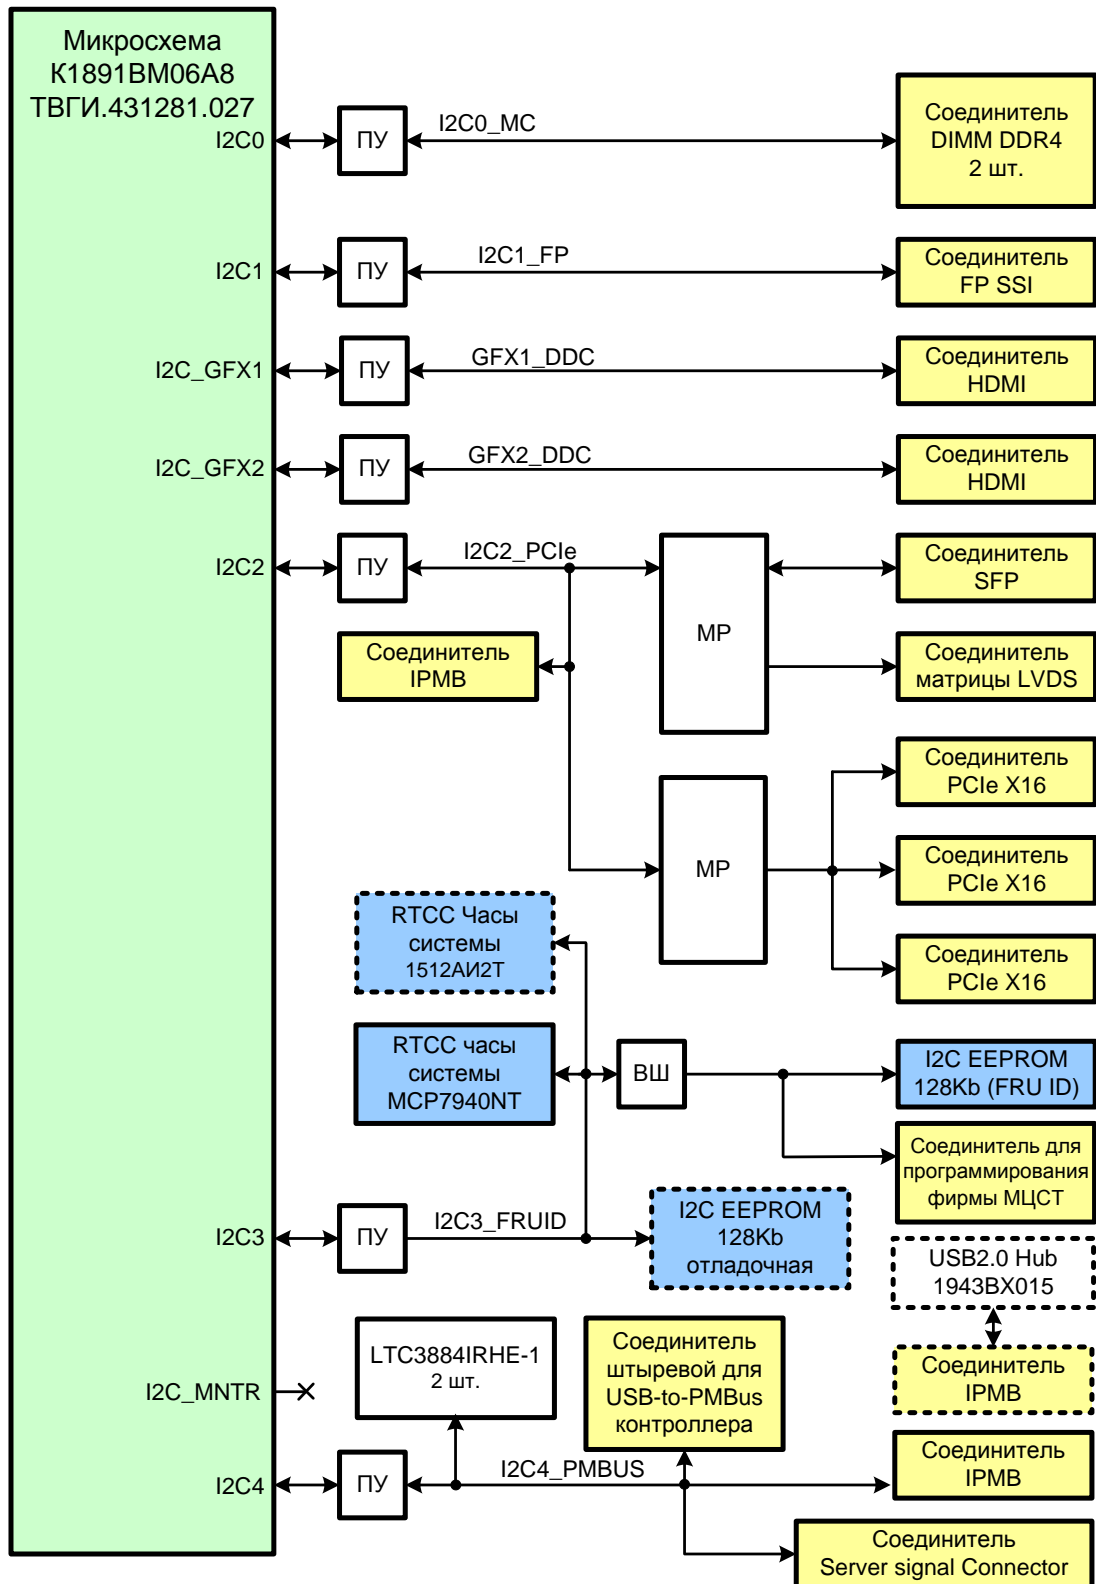 Микросхема
К1891ВМ06А8
ТВГИ.431281.027
I2C0
ПУ
I2C0_MC
Соединитель
DIMM DDR4
2 шт.
I2C1
ПУ
I2C1_FP
Соединитель
FP SSI
I2C_GFX1
ПУ
GFX1_DDC
Соединитель
HDMI
I2C_GFX2
ПУ
GFX2_DDC
Соединитель
HDMI
I2C2
ПУ
I2C2_PCIe
МР
Соединитель
SFP
Соединитель
IPMB
Соединитель
матрицы LVDS
Соединитель
PCIe X16
МР
Соединитель
PCIe X16
Соединитель
PCIe X16
RTCC Часы
системы
1512АИ2Т
RTCC часы
системы
MCP7940NT
ВШ
I2C EEPROM
128Kb (FRU ID)
Соединитель для
программирования
фирмы МЦСТ
I2C3
ПУ
I2C3_FRUID
I2C EEPROM
128Kb
отладочная
USB2.0 Hub
1943ВХ015
Соединитель
IPMB
LTC3884IRHE-1
2 шт.
Соединитель
штыревой для
USB-to-PMBus
контроллера
I2C_MNTR
I2C4
ПУ
I2C4_PMBUS
Соединитель
IPMB
Соединитель
Server signal Connector